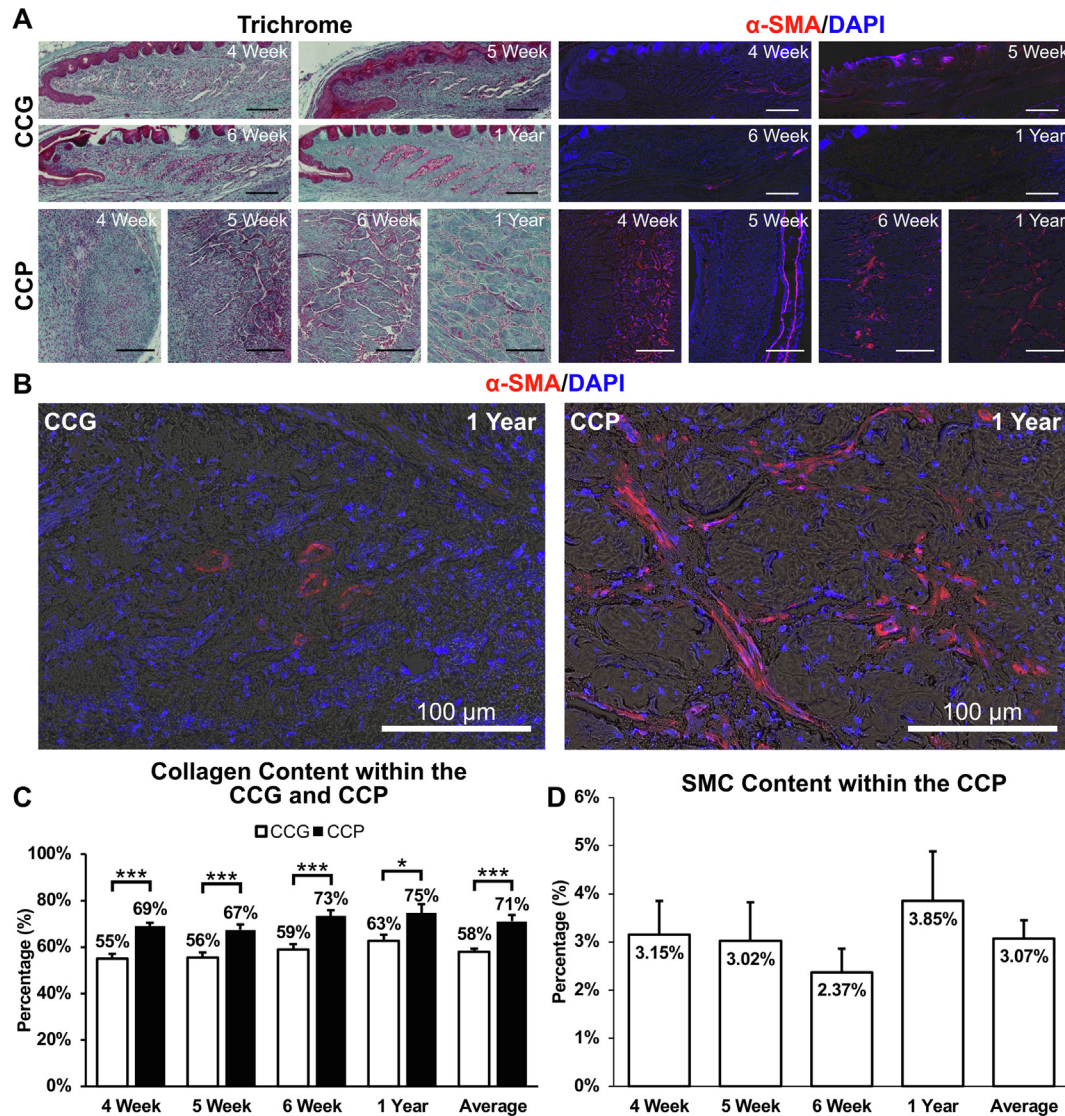 A
Trichrome
α-SMA/DAPI
CCG
4 Week
5 Week
4 Week
5 Week
6 Week
1 Year
6 Week
1 Year
CCP
4 Week
5 Week
6 Week
1 Year
4 Week
5 Week
6 Week
1 Year
B
α-SMA/DAPI
CCG
1 Year
CCP
1 Year
100 µm
100 µm
C
Collagen Content within the
CCG and CCP
CCG
CCP
Percentage (%)
100%
80%
60%
40%
20%
0%
***
***
***
*
***
55%
69%
56%
67%
59%
73%
63%
75%
58%
71%
4 Week
5 Week
6 Week
1 Year
Average
D
SMC Content within the CCP
Percentage (%)
6%
5%
4%
3%
2%
1%
0%
3.15%
3.02%
2.37%
3.85%
3.07%
4 Week
5 Week
6 Week
1 Year
Average